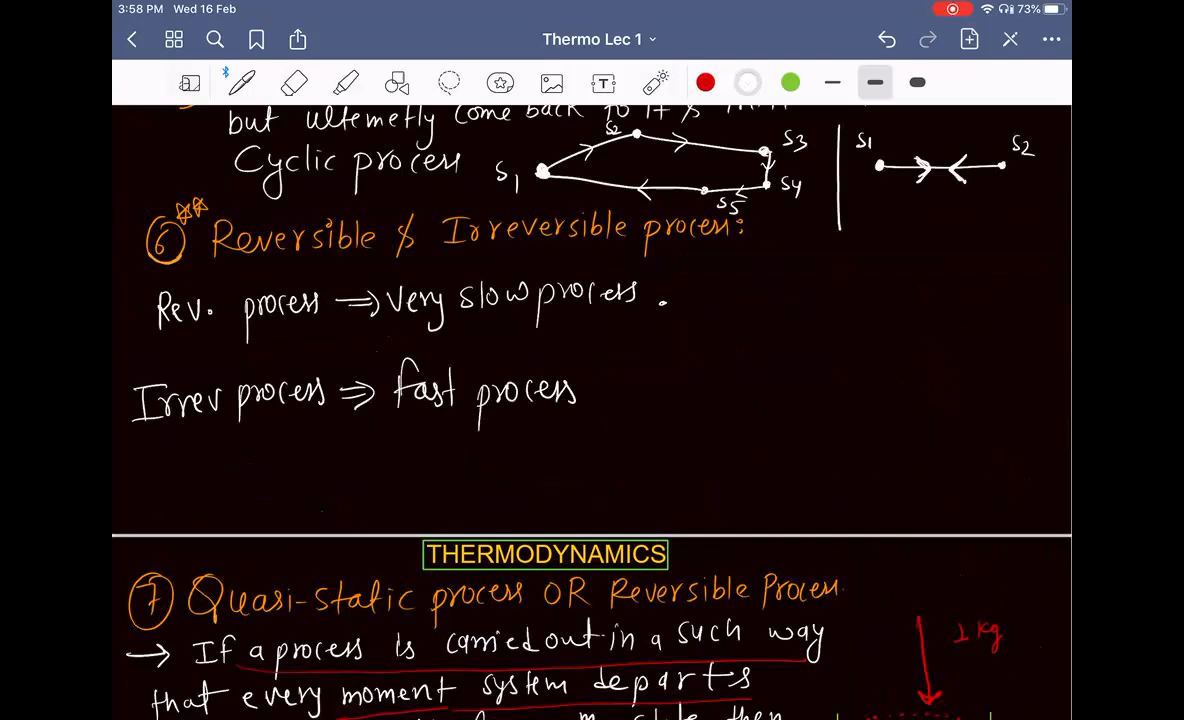 3:58 PM Wed 16 Feb
73%
Thermo Lec 1
T
but ultemetly come back to it
Cyclic process
S1
S2
S3
S4
S5
S1
S2
6 Reversible & Irreversible process:
Rev. process ⇒ Very slow process.
Irrev process ⇒ fast process
THERMODYNAMICS
7 Quasi-static process OR Reversible Process.
→ If a process is carried out in a such way
1 kg
that every moment system departs